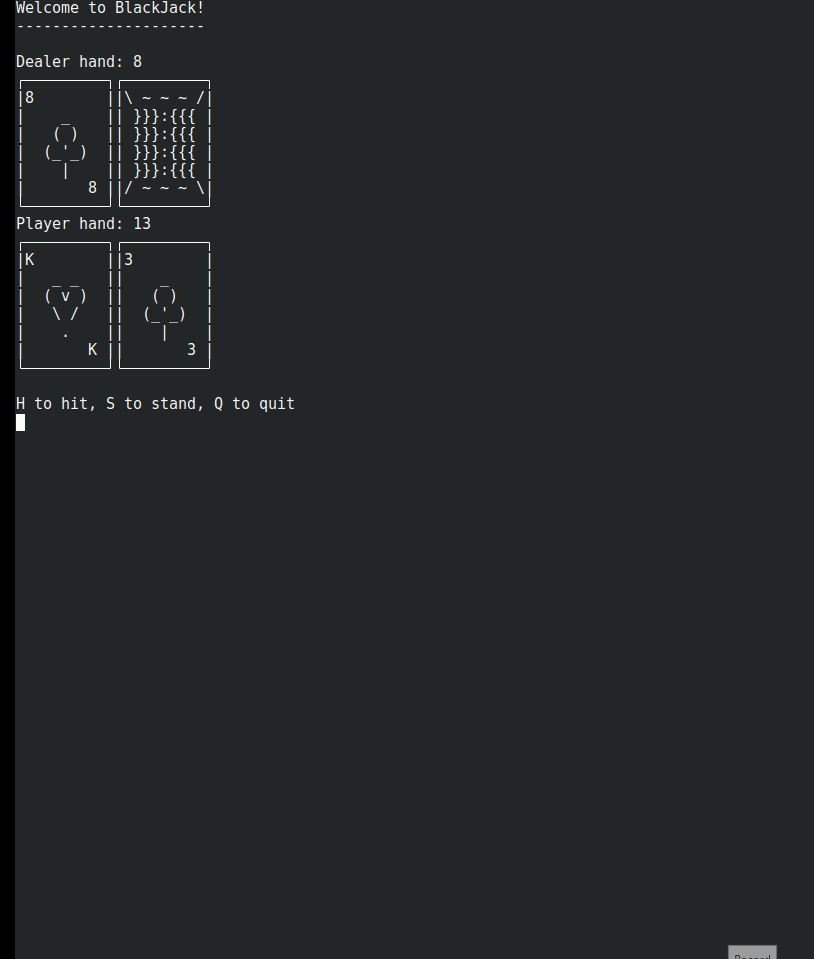 Welcome to BlackJack!
---------------------
Dealer hand: 8
┌─────────┐┌─────────┐
|8        ||\ ~ ~ ~ /|
|    _    || }}}:{{{ |
|   ( )   || }}}:{{{ |
|  (_'_)  || }}}:{{{ |
|    |    || }}}:{{{ |
|       8 ||/ ~ ~ ~ \|
└─────────┘└─────────┘
Player hand: 13
┌─────────┐┌─────────┐
|K        ||3        |
|   _ _   ||    _    |
|  ( v )  ||   ( )   |
|   \ /   ||  (_'_)  |
|    .    ||    |    |
|       K ||       3 |
└─────────┘└─────────┘
H to hit, S to stand, Q to quit
Record